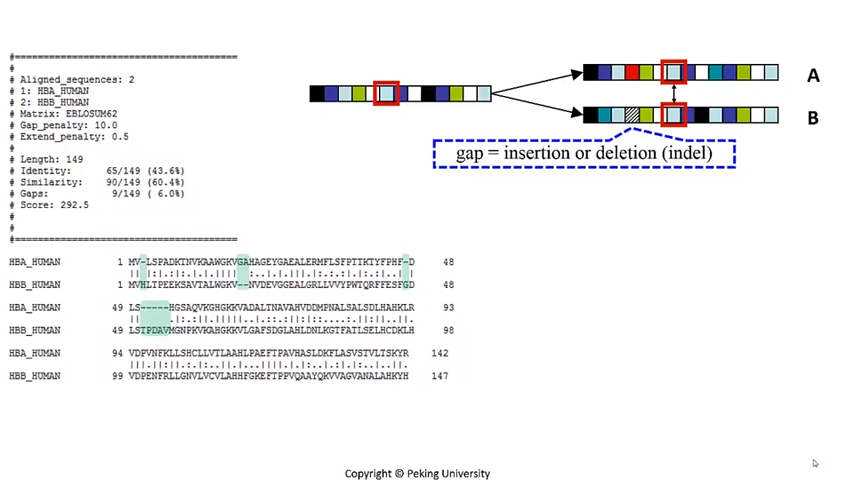 #=======================================
#
# Aligned_sequences: 2
# 1: HBA_HUMAN
# 2: HBB_HUMAN
# Matrix: EBLOSUM62
# Gap_penalty: 10.0
# Extend_penalty: 0.5
#
# Length: 149
# Identity:      65/149 (43.6%)
# Similarity:    90/149 (60.4%)
# Gaps:           9/149 ( 6.0%)
# Score: 292.5
#
#
#=======================================
A
B
gap = insertion or deletion (indel)
HBA_HUMAN 1 MV-LSPADKTNVKAAWGKVGAHAGEYGAEALERMFLSFPTTKTYFPHF-D 48
HBB_HUMAN 1 MVHLTPEEKSAVTALWGKV--NVDEVGGEALGRLLVVYPWTQRFFESFGD 48
HBA_HUMAN 49 LS-----HGSAQVKGHGKKVADALTNAVAHVDDMPNALSALSDLHAHKLR 93
HBB_HUMAN 49 LSTPDAVMGNPKVKAHGKKVLGAFSDGLAHLDNLKGTFATLSELHCDKLH 98
HBA_HUMAN 94 VDPVNFKLLSHCLLVTLAAHLPAEFTPAVHASLDKFLASVSTVLTSKYR 142
HBB_HUMAN 99 VDPENFRLLGNVLVCVLAHHFGKEFTPPVQAAYQKVVAGVANALAHKYH 147
Copyright © Peking University